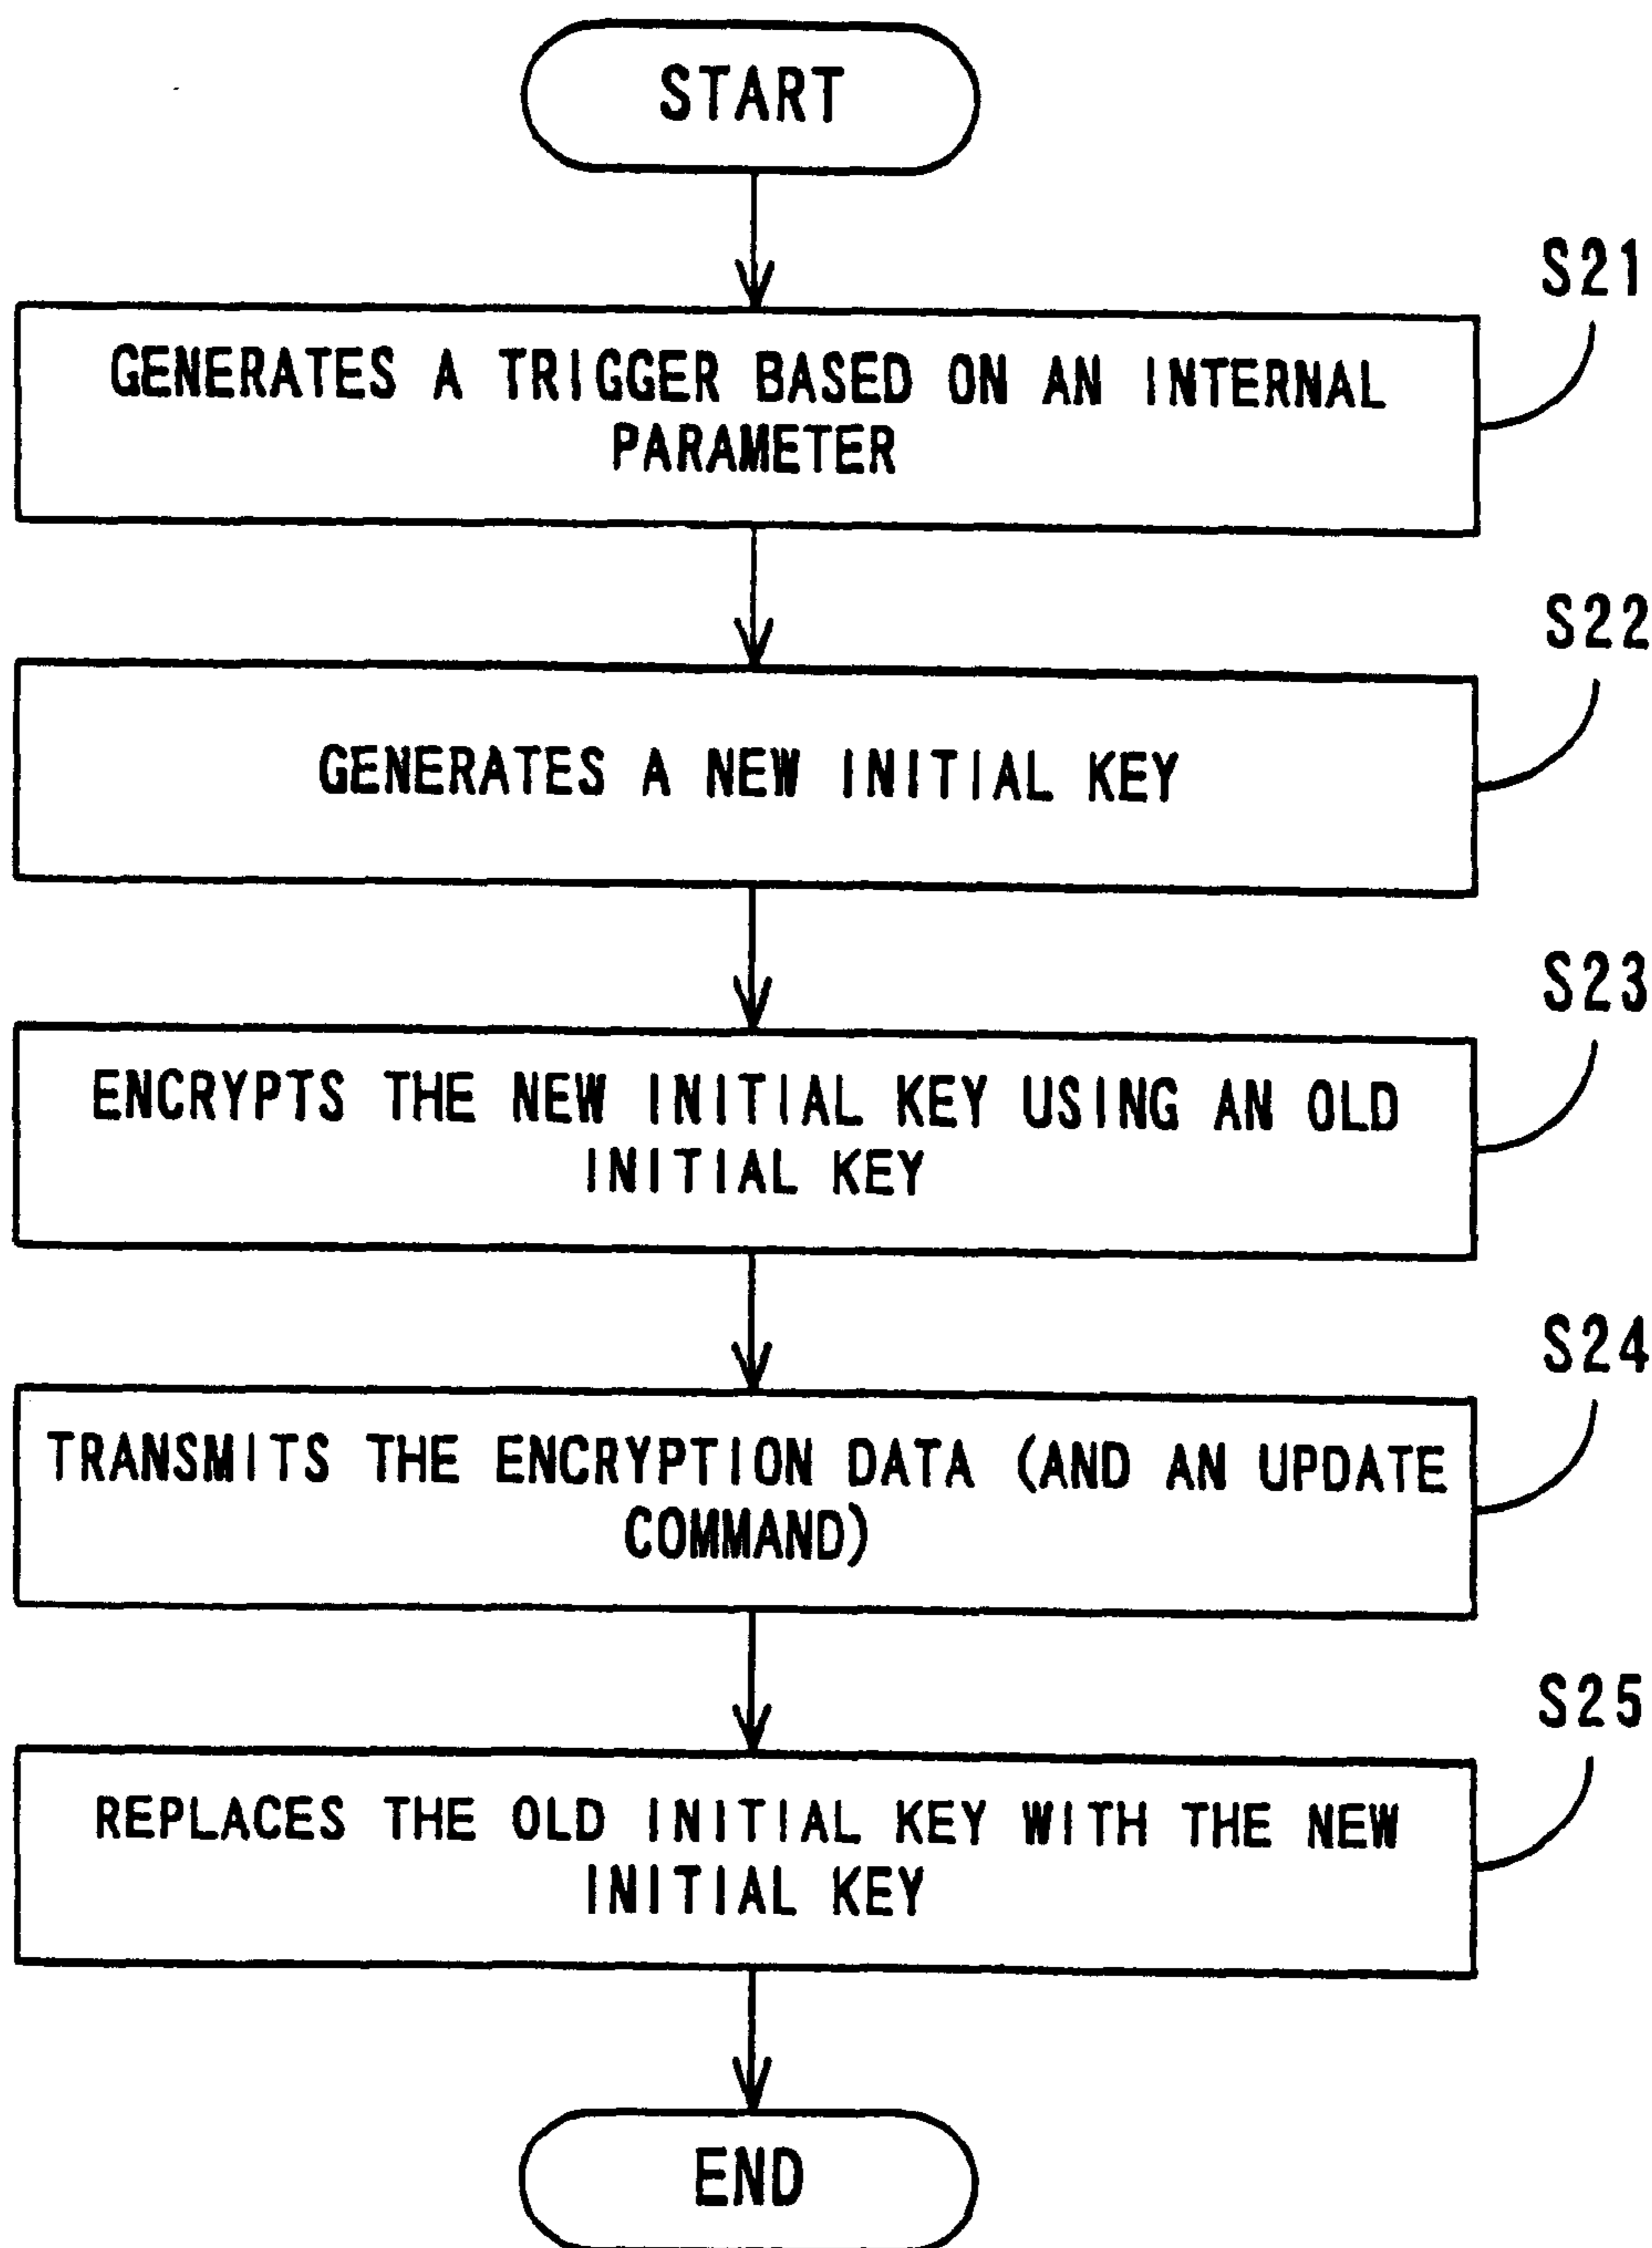 START
S21
GENERATES A TRIGGER BASED ON AN INTERNAL
PARAMETER
S22
GENERATES A NEW INITIAL KEY
S23
ENCRYPTS THE NEW INITIAL KEY USING AN OLD
INITIAL KEY
S24
TRANSMITS THE ENCRYPTION DATA (AND AN UPDATE
COMMAND)
S25
REPLACES THE OLD INITIAL KEY WITH THE NEW
INITIAL KEY
END